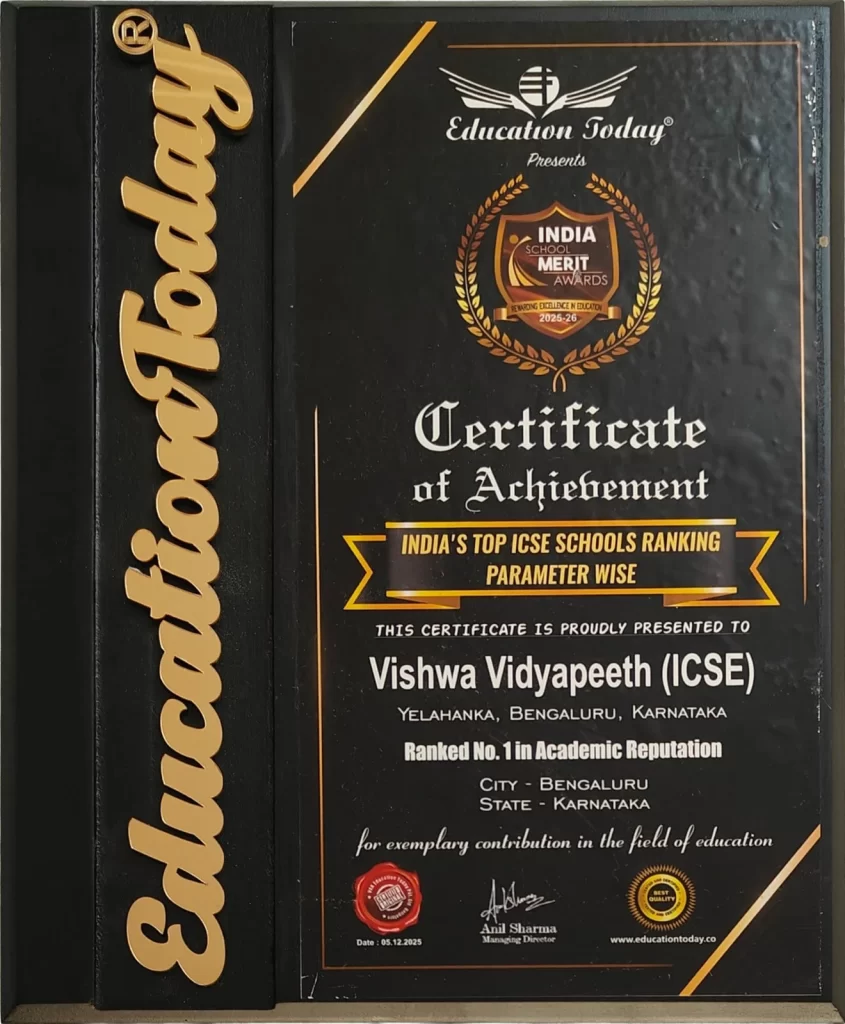 EducationToday®
Education Today®
Presents
INDIA
SCHOOL
MERIT
AWARDS
REWARDING EXCELLENCE IN EDUCATION
2025-26
Certificate
of Achievement
INDIA'S TOP ICSE SCHOOLS RANKING
PARAMETER WISE
THIS CERTIFICATE IS PROUDLY PRESENTED TO
Vishwa Vidyapeeth (ICSE)
YELAHANKA, BENGALURU, KARNATAKA
Ranked No. 1 in Academic Reputation
CITY - BENGALURU
STATE - KARNATAKA
for exemplary contribution in the field of education
BEST
QUALITY
Anil Sharma
Managing Director
Date : 05.12.2025
www.educationtoday.co